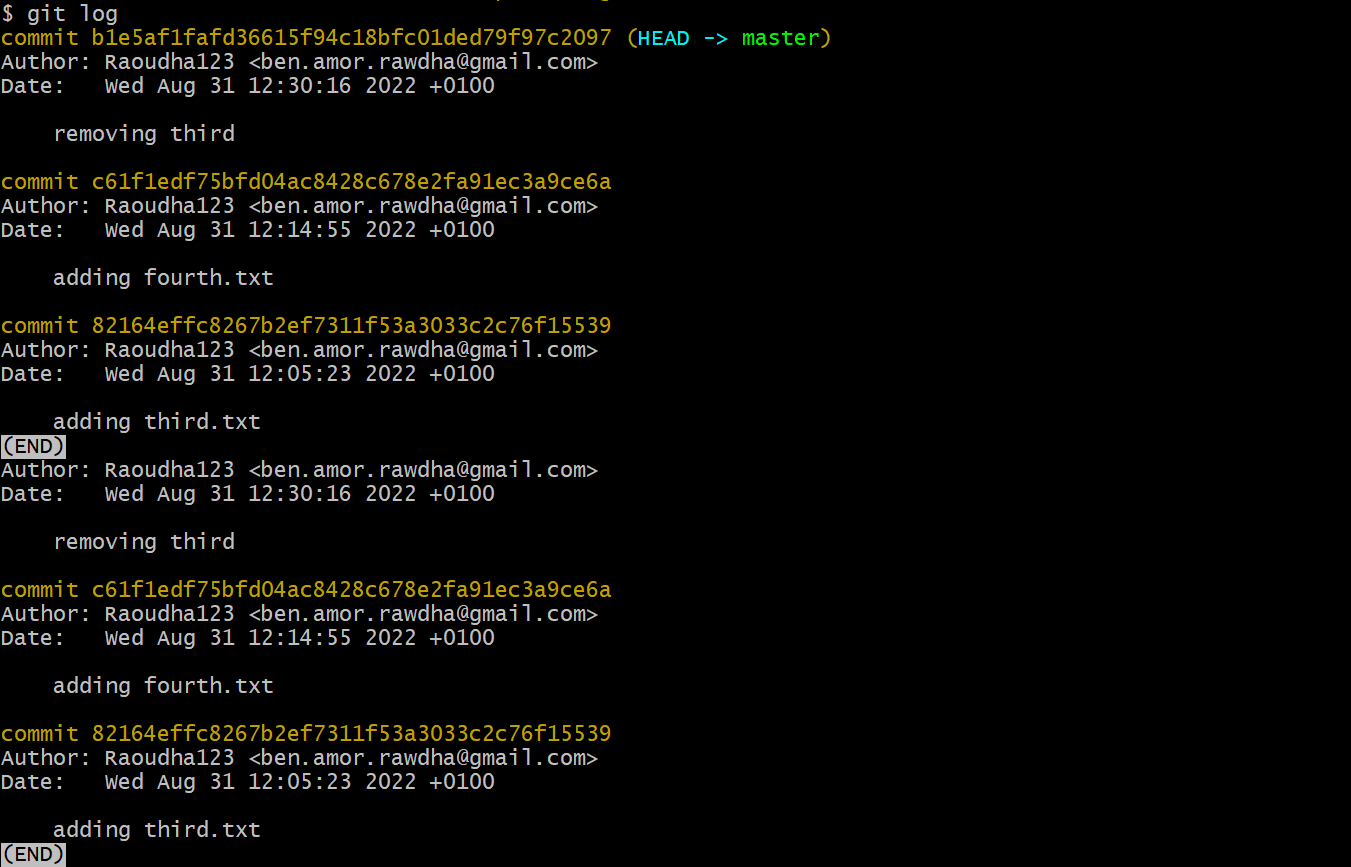 $ git log
commit b1e5af1fafd36615f94c18bfc01ded79f97c2097 (HEAD -> master)
Author: Raoudha123 <ben.amor.rawdha@gmail.com>
Date:   Wed Aug 31 12:30:16 2022 +0100

    removing third

commit c61f1edf75bfd04ac8428c678e2fa91ec3a9ce6a
Author: Raoudha123 <ben.amor.rawdha@gmail.com>
Date:   Wed Aug 31 12:14:55 2022 +0100

    adding fourth.txt

commit 82164effc8267b2ef7311f53a3033c2c76f15539
Author: Raoudha123 <ben.amor.rawdha@gmail.com>
Date:   Wed Aug 31 12:05:23 2022 +0100

    adding third.txt
(END)
Author: Raoudha123 <ben.amor.rawdha@gmail.com>
Date:   Wed Aug 31 12:30:16 2022 +0100

    removing third

commit c61f1edf75bfd04ac8428c678e2fa91ec3a9ce6a
Author: Raoudha123 <ben.amor.rawdha@gmail.com>
Date:   Wed Aug 31 12:14:55 2022 +0100

    adding fourth.txt

commit 82164effc8267b2ef7311f53a3033c2c76f15539
Author: Raoudha123 <ben.amor.rawdha@gmail.com>
Date:   Wed Aug 31 12:05:23 2022 +0100

    adding third.txt
(END)